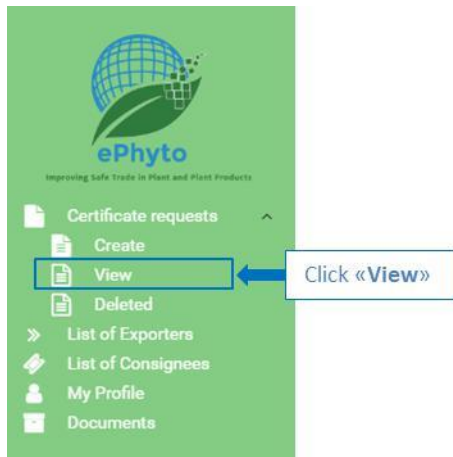 ePhyto
Improving Safe Trade in Plant and Plant Products
Certificate requests
Create
View
Click «View»
Deleted
List of Exporters
List of Consignees
My Profile
Documents